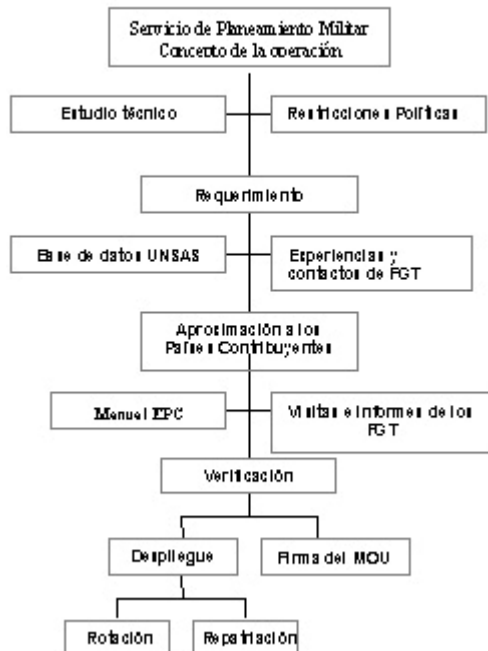 Servicio de Planeamiento Militar
Concepto de la operación
Estudio técnico
Restricciones Políticas
Requerimiento
Base de datos UNSAS
Experiencias y
contactos de FGT
Aproximación a los
Países Contribuyentes
Manuel EPC
Visitas e informes de los
FGT
Verificación
Despliegue
Firma del MOU
Rotación
Repatriación